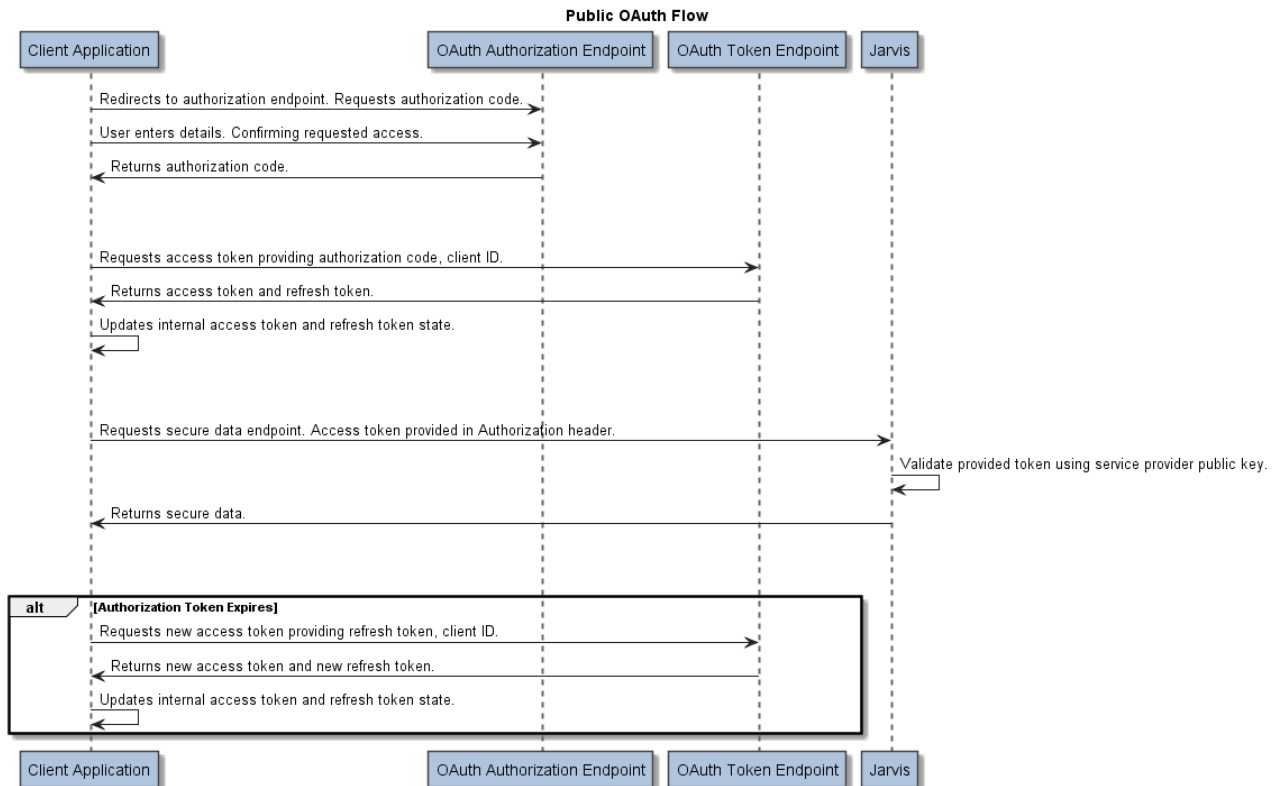 Public OAuth Flow
Client Application
OAuth Authorization Endpoint
OAuth Token Endpoint
Jarvis
Redirects to authorization endpoint. Requests authorization code.
User enters details. Confirming requested access.
Returns authorization code.
Requests access token providing authorization code, client ID.
Returns access token and refresh token.
Updates internal access token and refresh token state.
Requests secure data endpoint. Access token provided in Authorization header.
Validate provided token using service provider public key.
Returns secure data.
alt [Authorization Token Expires]
Requests new access token providing refresh token, client ID.
Returns new access token and new refresh token.
Updates internal access token and refresh token state.
Client Application
OAuth Authorization Endpoint
OAuth Token Endpoint
Jarvis